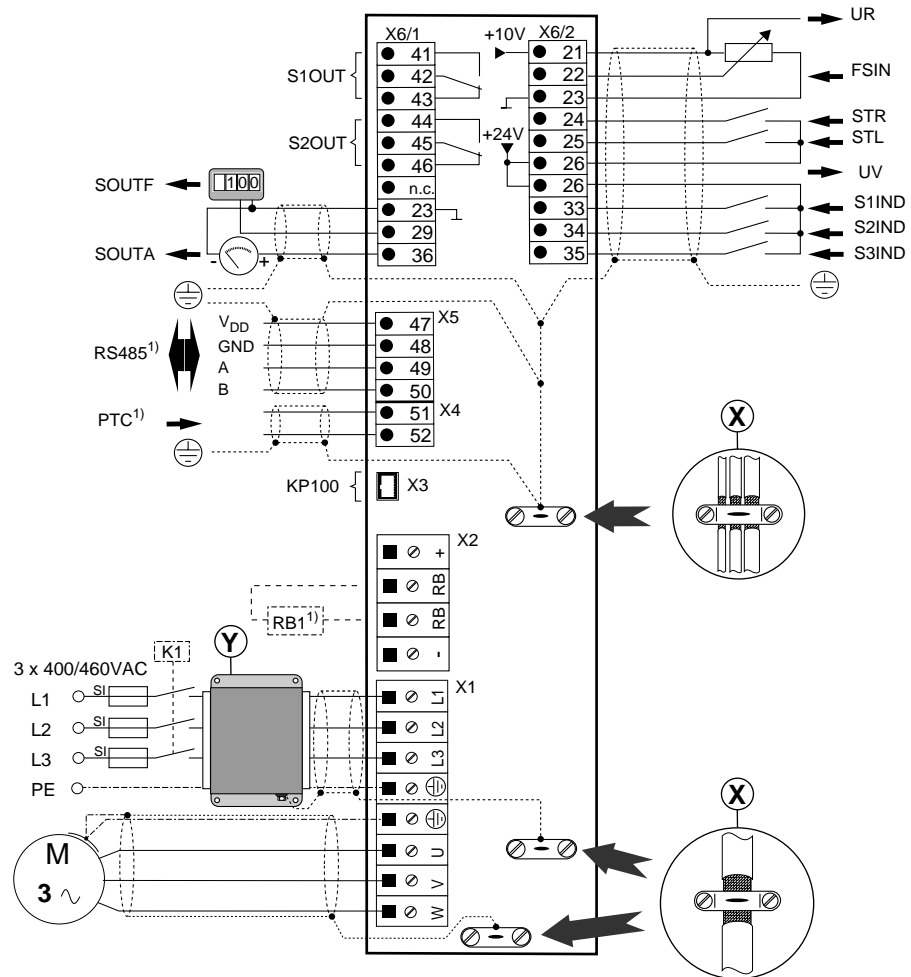 X6/1
+10V
X6/2
UR
41
42
43
S1OUT
44
45
46
S2OUT
n.c.
23
29
36
SOUTF
100
SOUTA
- +
21
22
23
24
25
26
26
33
34
35
+24V
FSIN
STR
STL
UV
S1IND
S2IND
S3IND
RS485¹⁾
V_DD
GND
A
B
47 X5
48
49
50
PTC¹⁾
51 X4
52
KP100
X3
X
X2
+
RB
RB
-
RB1¹⁾
Y
K1
3 x 400/460VAC
X1
L1 SI L1
L2 SI L2
L3 SI L3
PE
M
3 ~
U
V
W
X